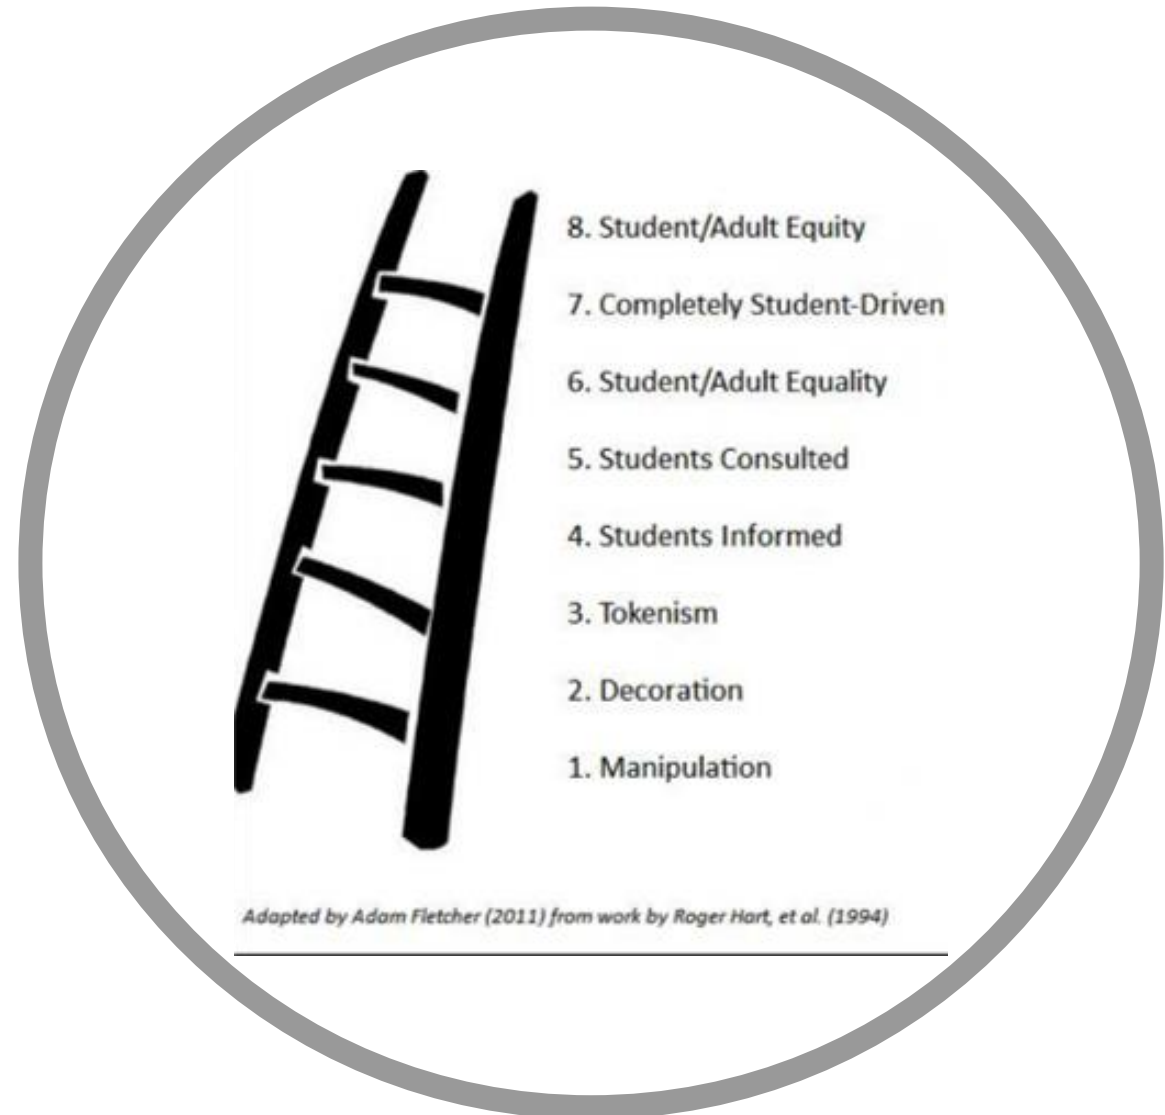 8. Student/Adult Equity
7. Completely Student-Driven
6. Student/Adult Equality
5. Students Consulted
4. Students Informed
3. Tokenism
2. Decoration
1. Manipulation
Adapted by Adam Fletcher (2011) from work by Roger Hart, et al. (1994)